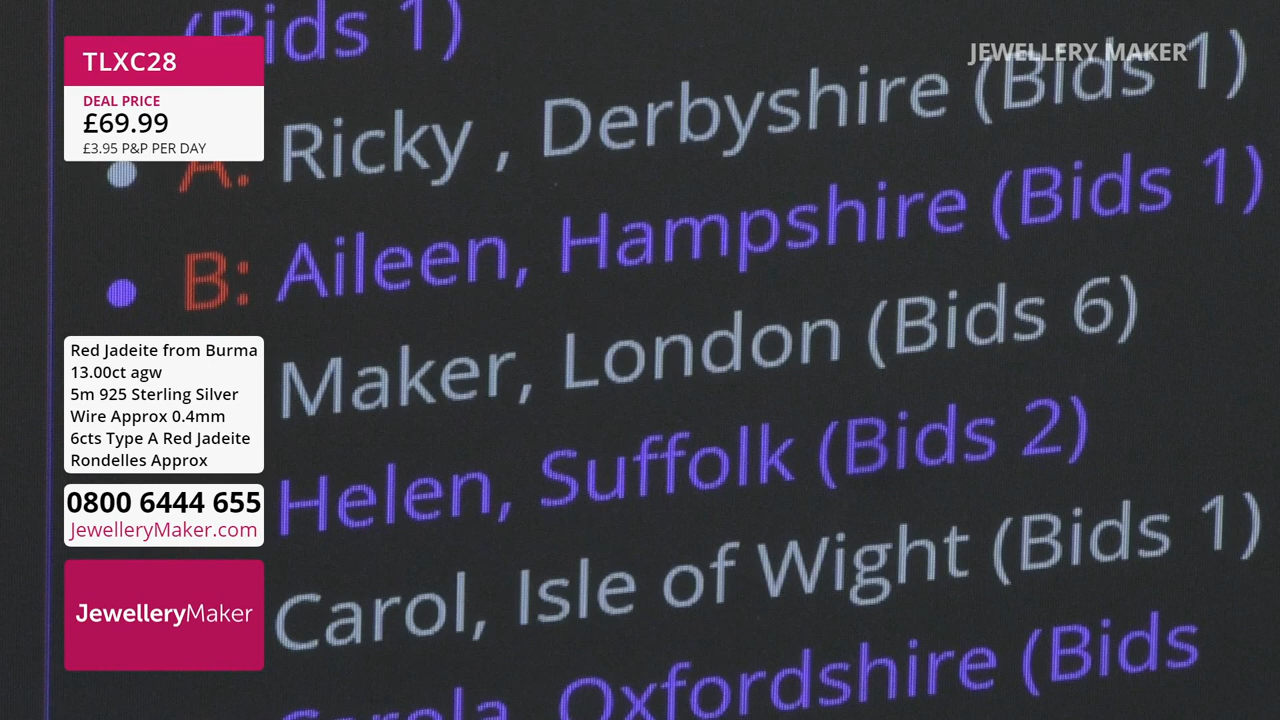 (Bids 1)
TLXC28
DEAL PRICE
£69.99
£3.95 P&P PER DAY
JEWELLERY MAKER
A: Ricky , Derbyshire (Bids 1)
B: Aileen, Hampshire (Bids 1)
Maker, London (Bids 6)
Helen, Suffolk (Bids 2)
Carol, Isle of Wight (Bids 1)
Carola, Oxfordshire (Bids
Red Jadeite from Burma
13.00ct agw
5m 925 Sterling Silver
Wire Approx 0.4mm
6cts Type A Red Jadeite
Rondelles Approx
0800 6444 655
JewelleryMaker.com
JewelleryMaker